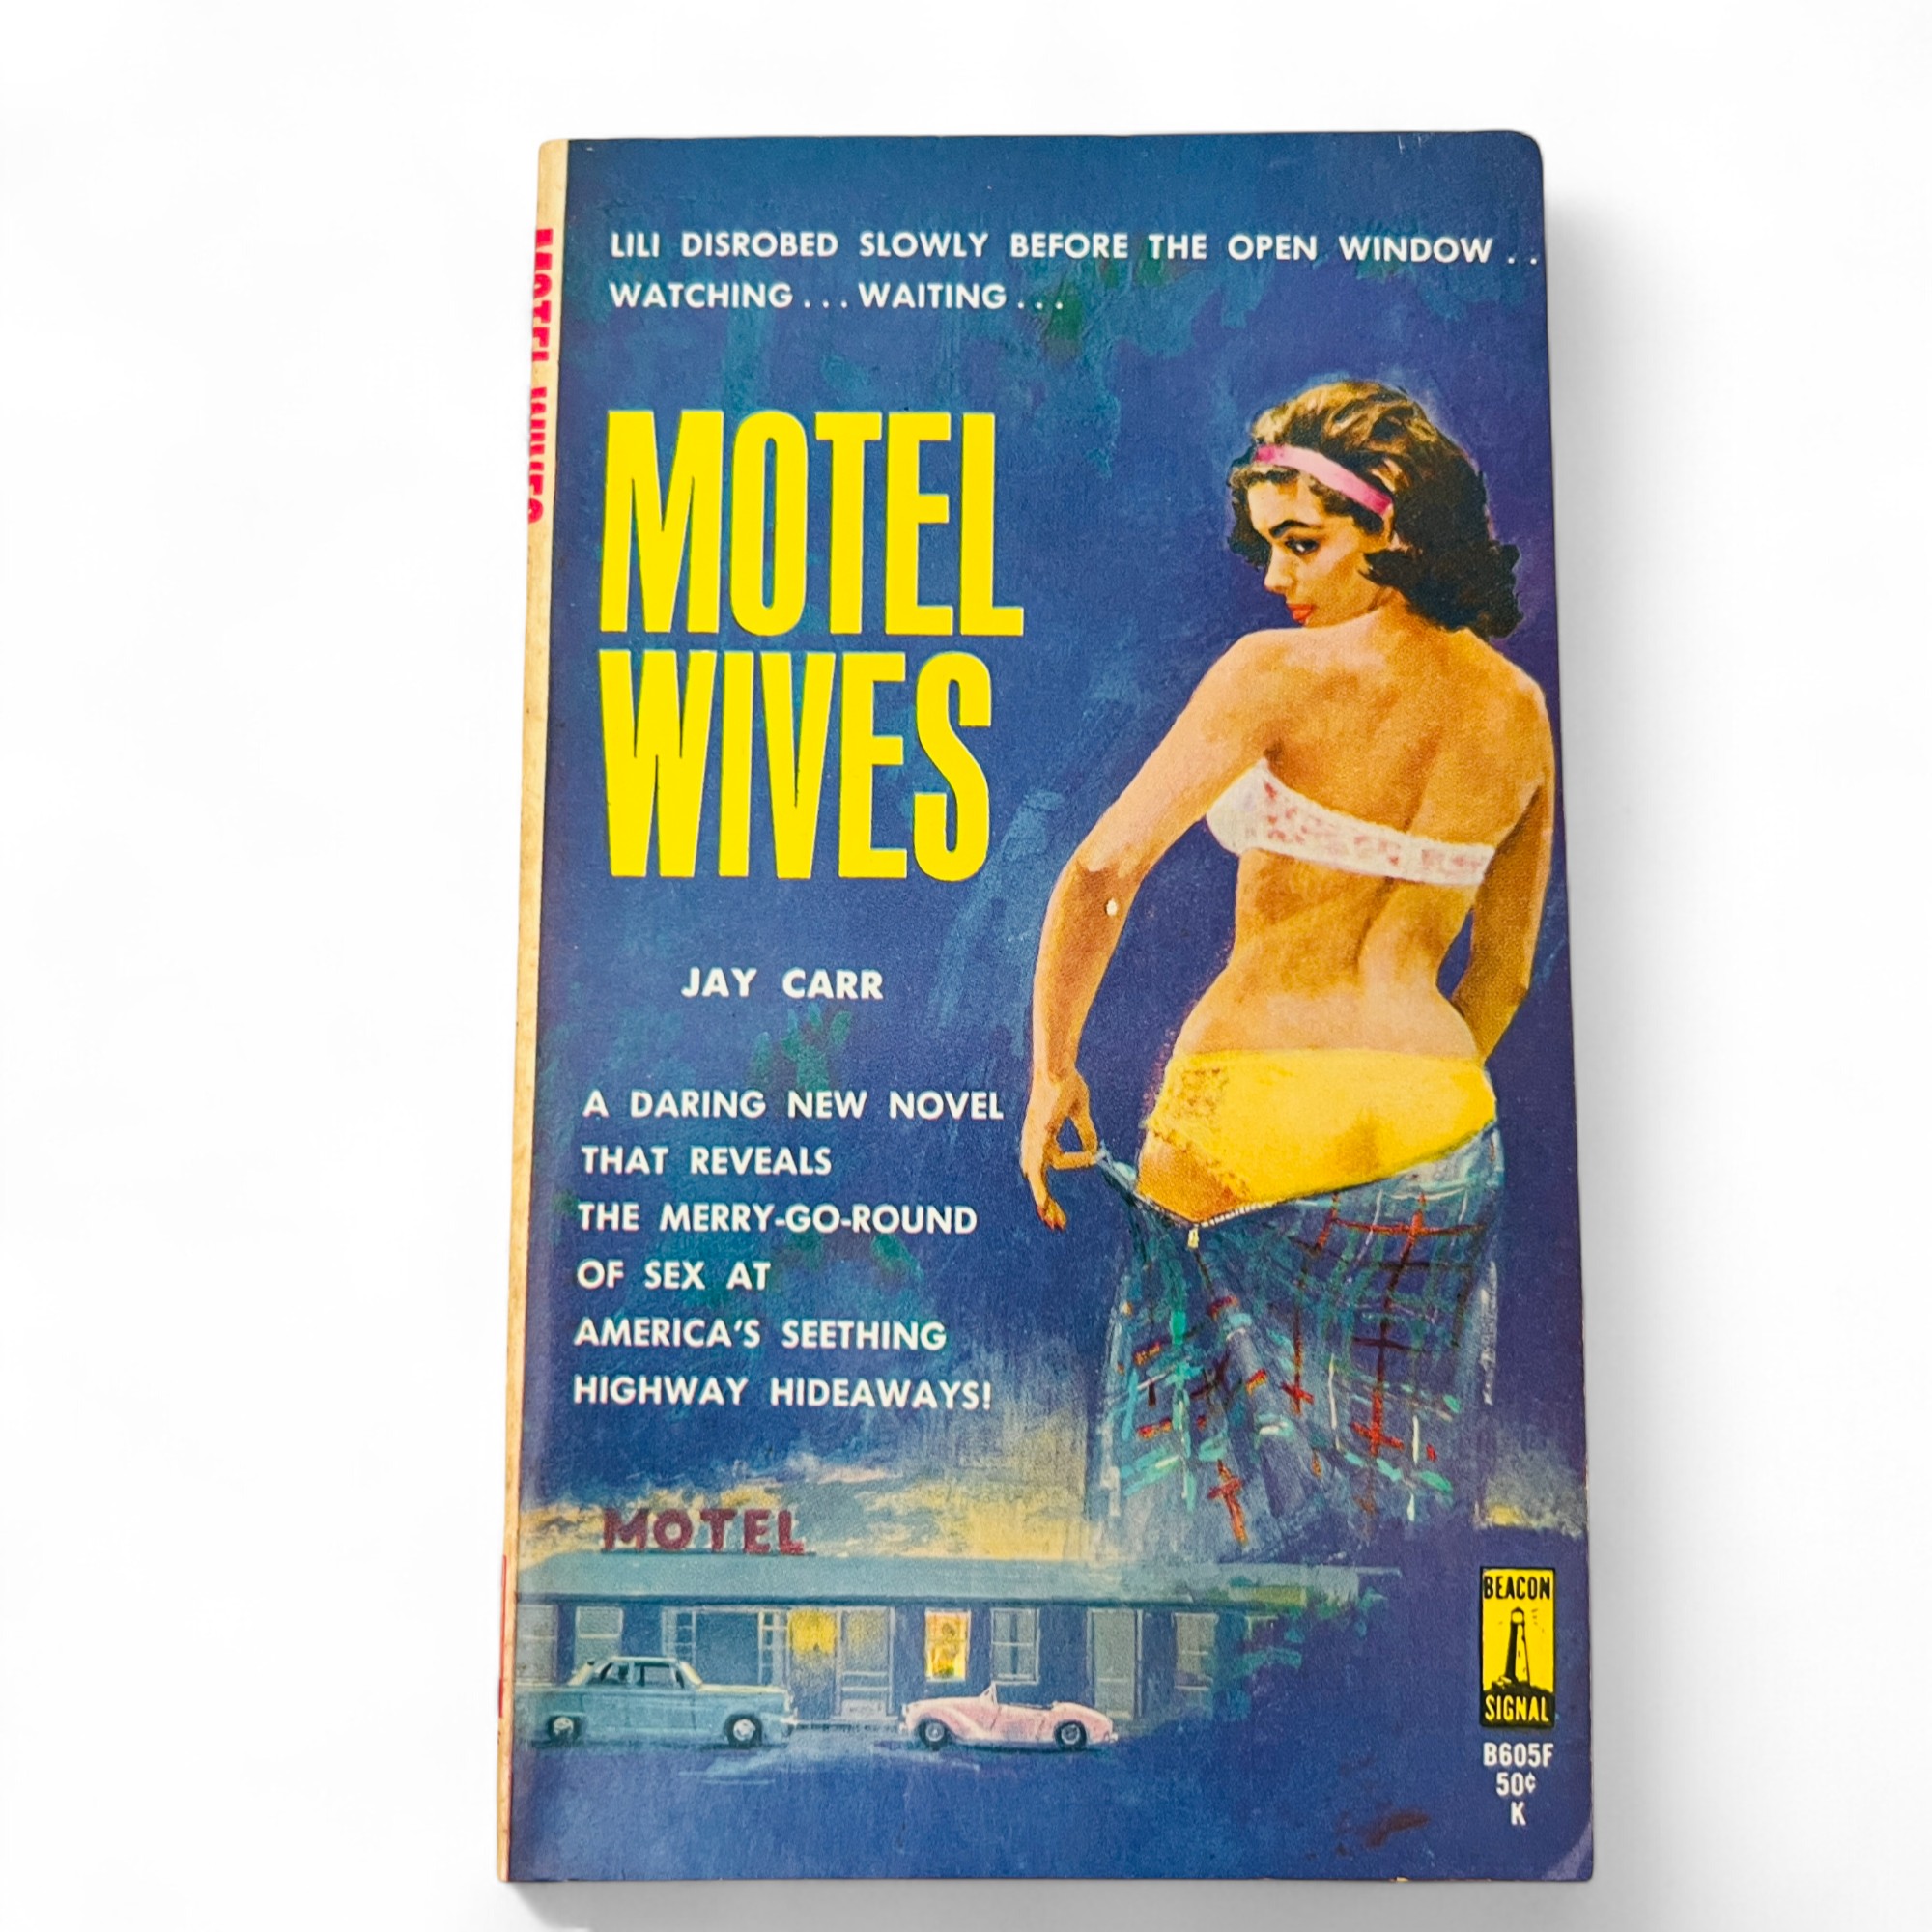 LILI DISROBED SLOWLY BEFORE THE OPEN WINDOW . .
WATCHING . . . WAITING . . .
MOTEL
WIVES
JAY CARR
A DARING NEW NOVEL
THAT REVEALS
THE MERRY-GO-ROUND
OF SEX AT
AMERICA'S SEETHING
HIGHWAY HIDEAWAYS!
MOTEL
BEACON
SIGNAL
B605F
50¢
K
MOTEL WIVES